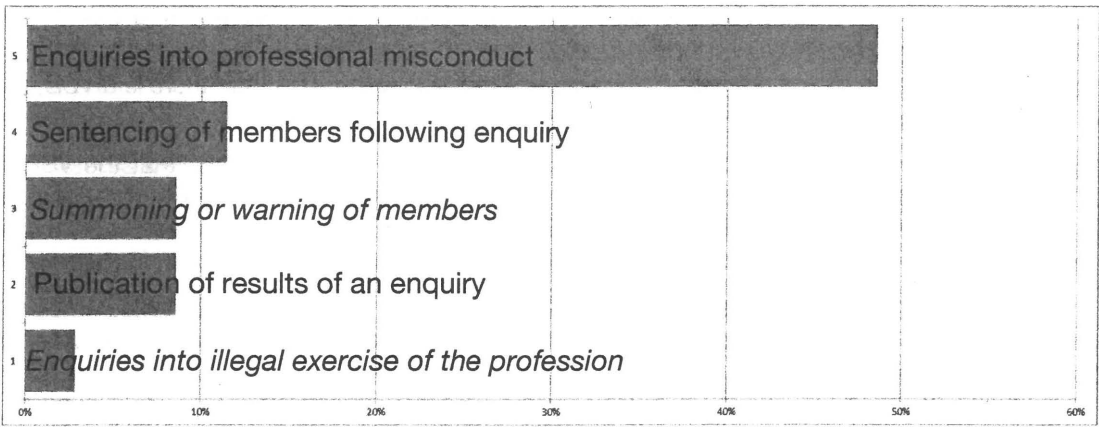 5 Enquiries into professional misconduct
4 Sentencing of members following enquiry
3 Summoning or warning of members
2 Publication of results of an enquiry
1 Enquiries into illegal exercise of the profession
0% 10% 20% 30% 40% 50% 60%